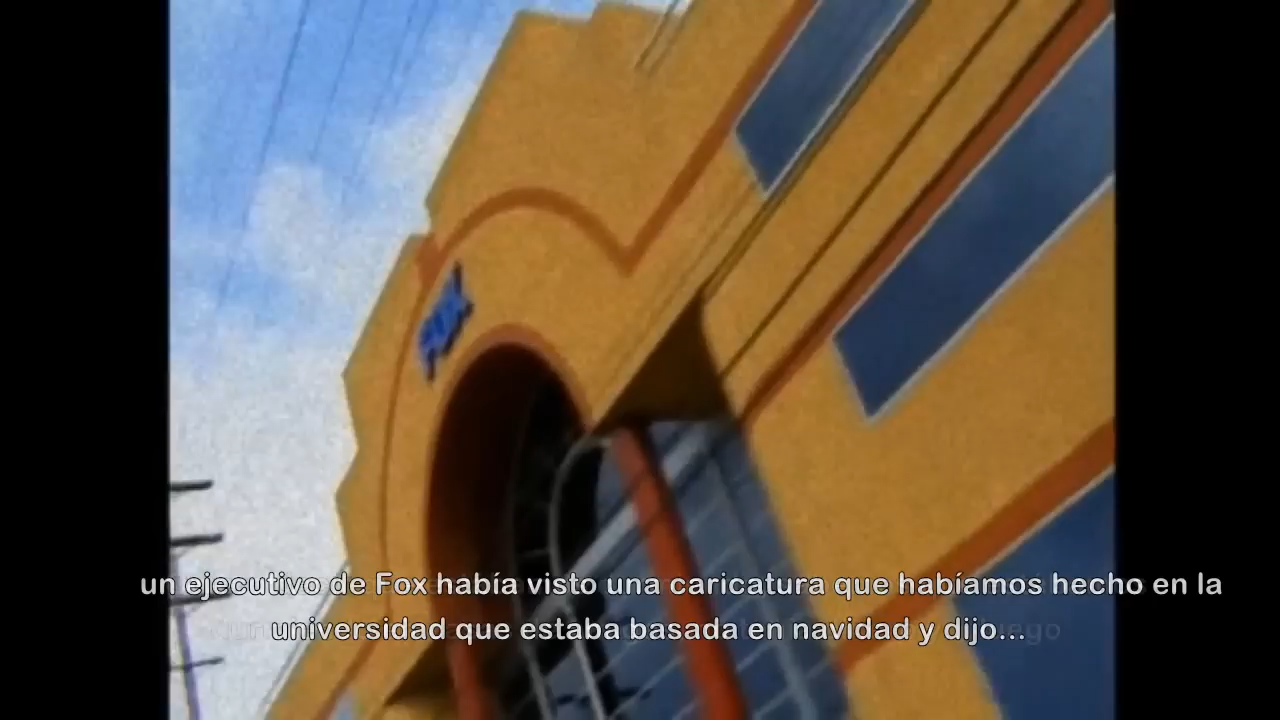 FOX
un ejecutivo de Fox había visto una caricatura que habíamos hecho en la
universidad que estaba basada en navidad y dijo...